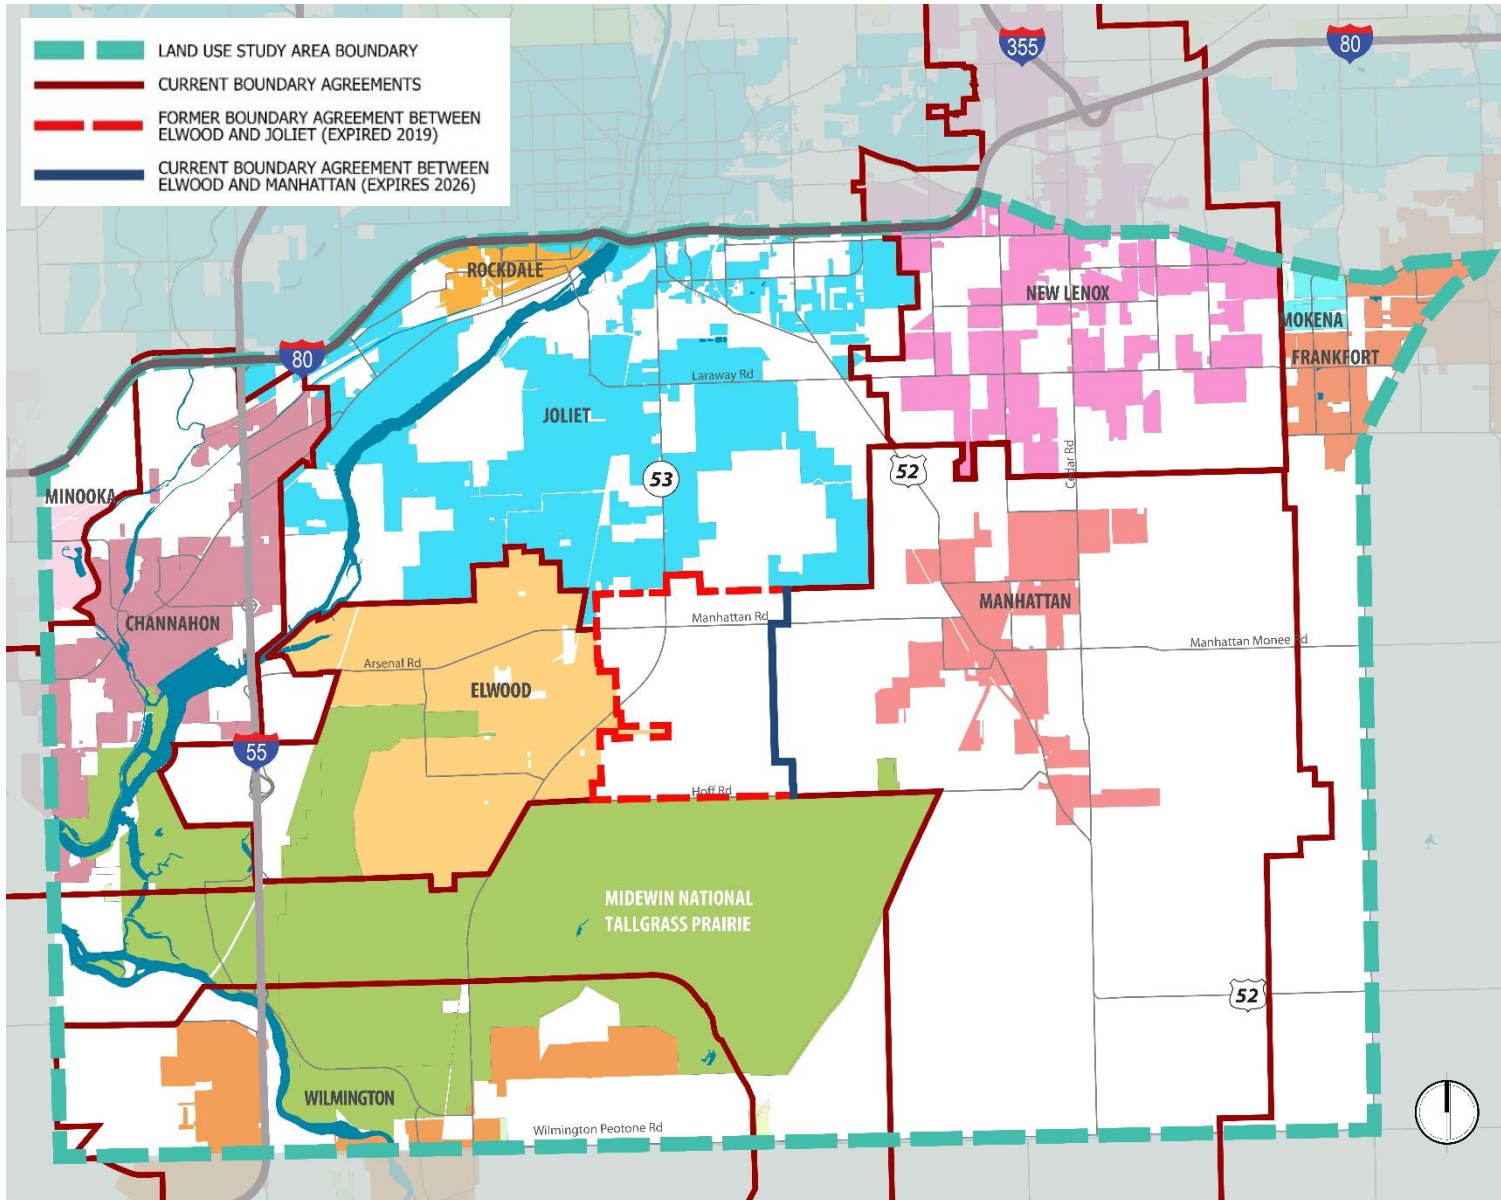 LAND USE STUDY AREA BOUNDARY
CURRENT BOUNDARY AGREEMENTS
FORMER BOUNDARY AGREEMENT BETWEEN
ELWOOD AND JOLIET (EXPIRED 2019)
CURRENT BOUNDARY AGREEMENT BETWEEN
ELWOOD AND MANHATTAN (EXPIRES 2026)
355
80
ROCKDALE
NEW LENOX
MOKENA
FRANKFORT
80
Laraway Rd
JOLIET
Cedar Rd
53
52
MINOOKA
CHANNAHON
MANHATTAN
Manhattan Rd
Manhattan Monee Rd
Arsenal Rd
ELWOOD
55
Hoff Rd
MIDEWIN NATIONAL
TALLGRASS PRAIRIE
52
WILMINGTON
Wilmington Peotone Rd